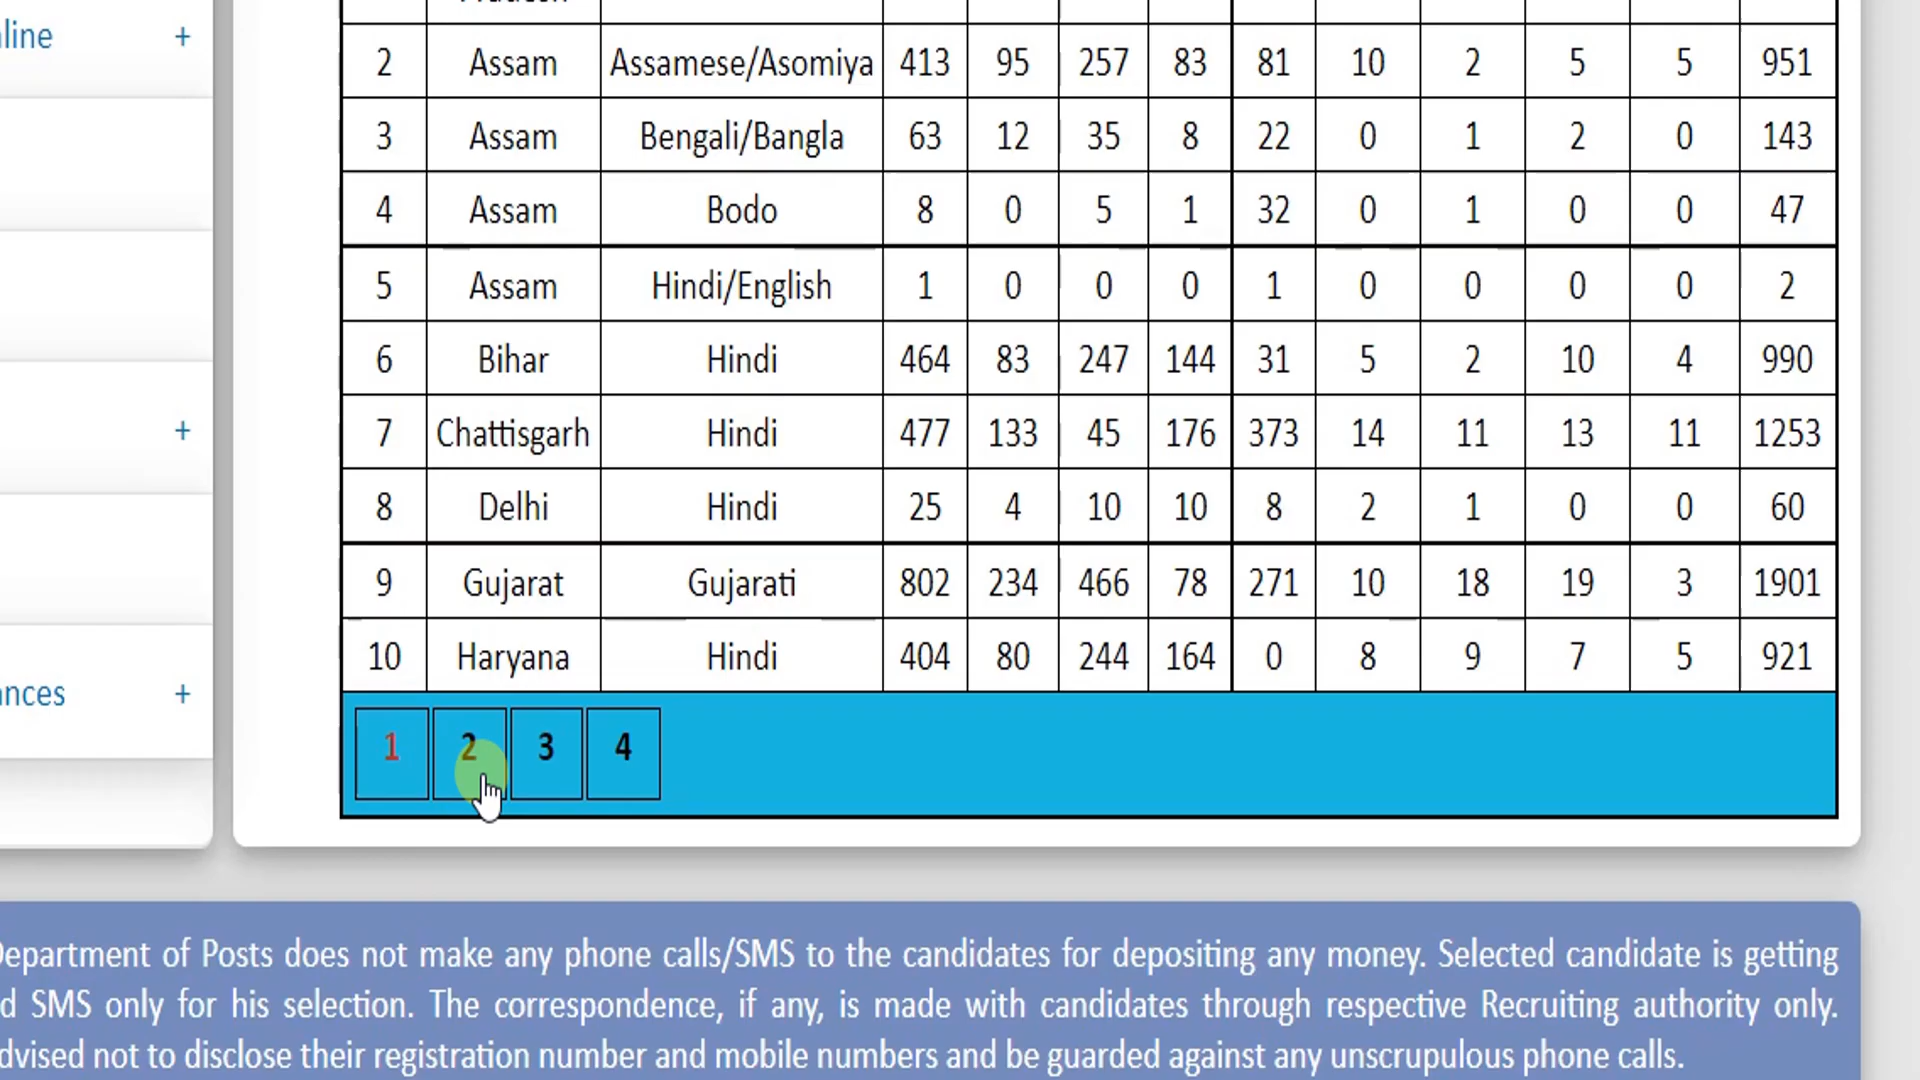 line +
2 Assam Assamese/Asomiya 413 95 257 83 81 10 2 5 5 951
3 Assam Bengali/Bangla 63 12 35 8 22 0 1 2 0 143
4 Assam Bodo 8 0 5 1 32 0 1 0 0 47
5 Assam Hindi/English 1 0 0 0 1 0 0 0 0 2
6 Bihar Hindi 464 83 247 144 31 5 2 10 4 990
+
7 Chattisgarh Hindi 477 133 45 176 373 14 11 13 11 1253
8 Delhi Hindi 25 4 10 10 8 2 1 0 0 60
9 Gujarat Gujarati 802 234 466 78 271 10 18 19 3 1901
10 Haryana Hindi 404 80 244 164 0 8 9 7 5 921
ances +
1 2 3 4
Department of Posts does not make any phone calls/SMS to the candidates for depositing any money. Selected candidate is getting
d SMS only for his selection. The correspondence, if any, is made with candidates through respective Recruiting authority only.
dvised not to disclose their registration number and mobile numbers and be guarded against any unscrupulous phone calls.